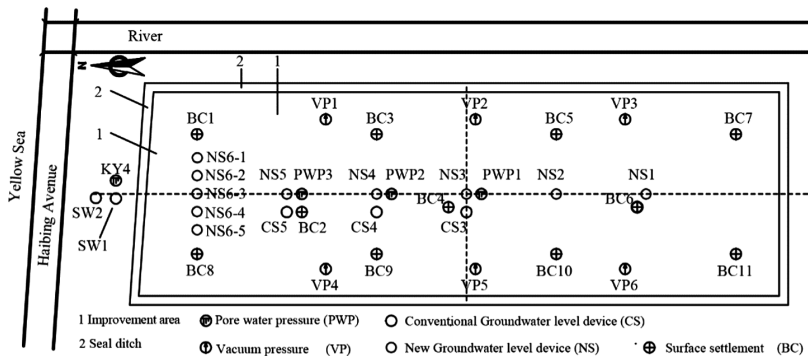 River
N
2 1
2
VP1 VP2 VP3
BC1 BC3 BC5 BC7
1
NS6-1
KY4 NS6-2 NS5 PWP3 NS4 PWP2 NS3 PWP1 NS2 NS1
NS6-3
BC4 BC6
SW2 NS6-4
SW1 NS6-5 CS5 BC2 CS4 CS3
BC8 BC9 BC10 BC11
VP4 VP5 VP6
Yellow Sea
Haibing Avenue
1 Improvement area Pore water pressure (PWP) Conventional Groundwater level device (CS)
2 Seal ditch Vacuum pressure (VP) New Groundwater level device (NS) Surface settlement (BC)